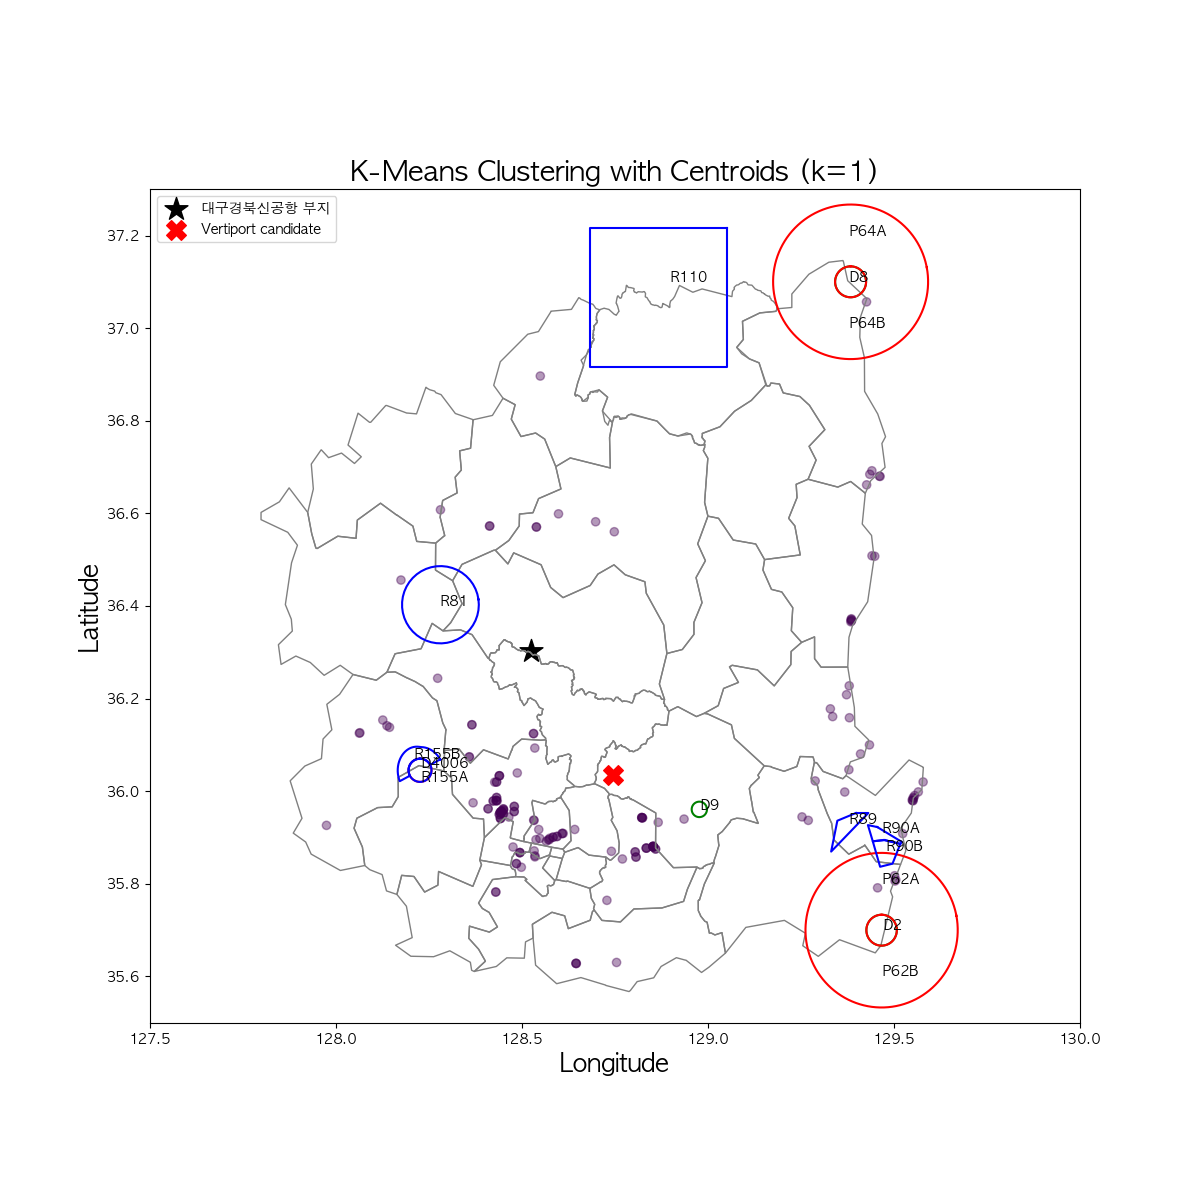 K-Means Clustering with Centroids (k=1)
대구경북신공항 부지
Vertiport candidate
37.2
37.0
36.8
36.6
36.4
36.2
36.0
35.8
35.6
Latitude
P64A
D8
P64B
R110
R81
R155B
R155A
D9
R89
R90A
R90B
P62A
D2
P62B
127.5
128.0
128.5
129.0
129.5
130.0
Longitude